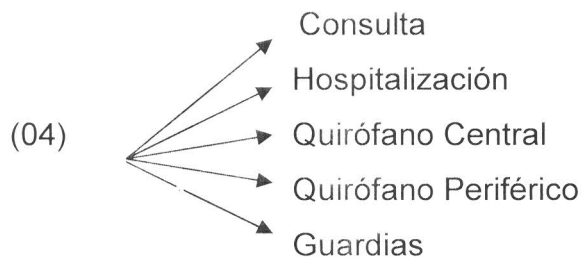 Consulta
Hospitalización
(04) Quirófano Central
Quirófano Periférico
Guardias